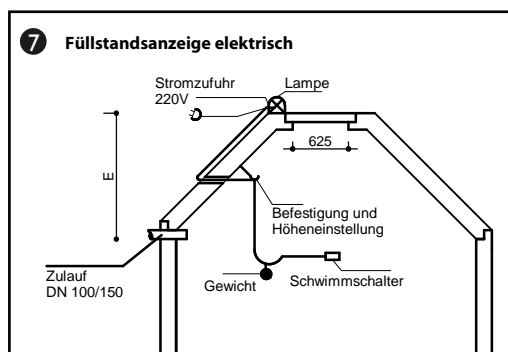 7 Füllstandsanzeige elektrisch
Stromzufuhr
220V
Lampe
625
E
Befestigung und
Höheneinstellung
Zulauf
DN 100/150
Gewicht
Schwimmschalter